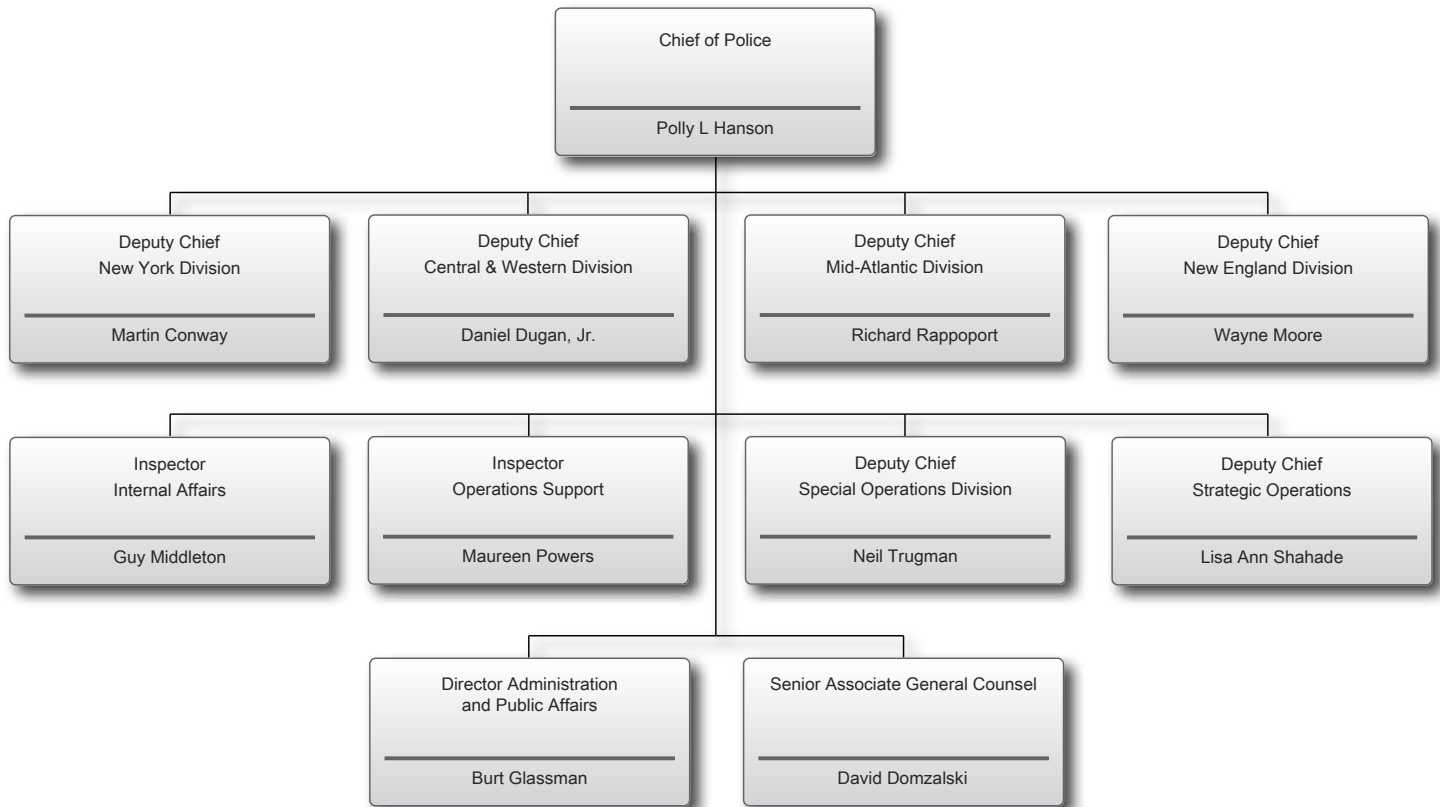 Chief of Police
Polly L Hanson
Deputy Chief
New York Division
Martin Conway
Deputy Chief
Central & Western Division
Daniel Dugan, Jr.
Deputy Chief
Mid-Atlantic Division
Richard Rappoport
Deputy Chief
New England Division
Wayne Moore
Inspector
Internal Affairs
Guy Middleton
Inspector
Operations Support
Maureen Powers
Deputy Chief
Special Operations Division
Neil Trugman
Deputy Chief
Strategic Operations
Lisa Ann Shahade
Director Administration
and Public Affairs
Burt Glassman
Senior Associate General Counsel
David Domzalski